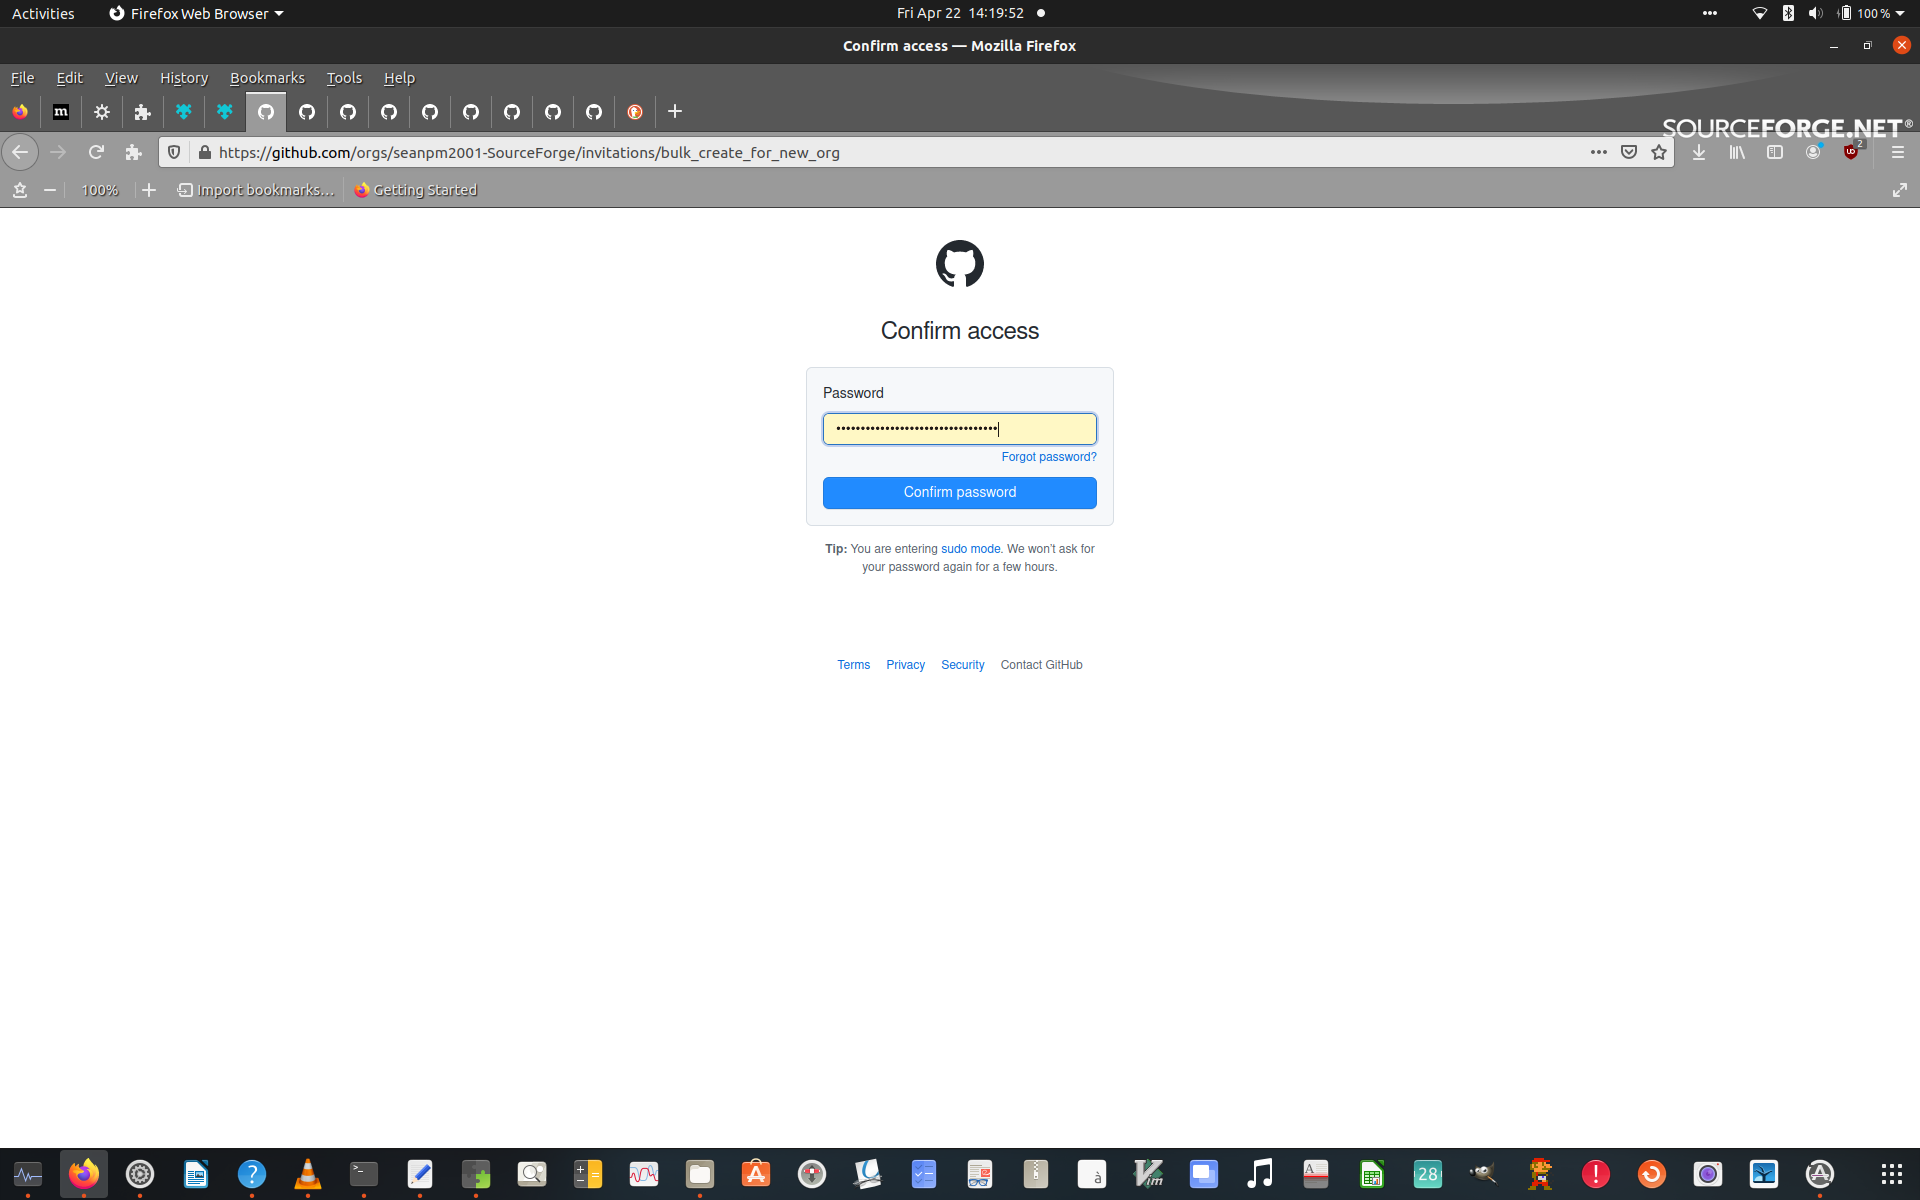 Activities
Firefox Web Browser
Fri Apr 22 14:19:52
100 %
Confirm access — Mozilla Firefox
File Edit View History Bookmarks Tools Help
m
SOURCEFORGE.NET®
https://github.com/orgs/seanpm2001-SourceForge/invitations/bulk_create_for_new_org
2
100%
Import bookmarks...
Getting Started
Confirm access
Password
••••••••••••••••••••••••••••••••••
Forgot password?
Confirm password
Tip: You are entering sudo mode. We won't ask for
your password again for a few hours.
Terms Privacy Security Contact GitHub
?
>_
à
Vim
A
28
!